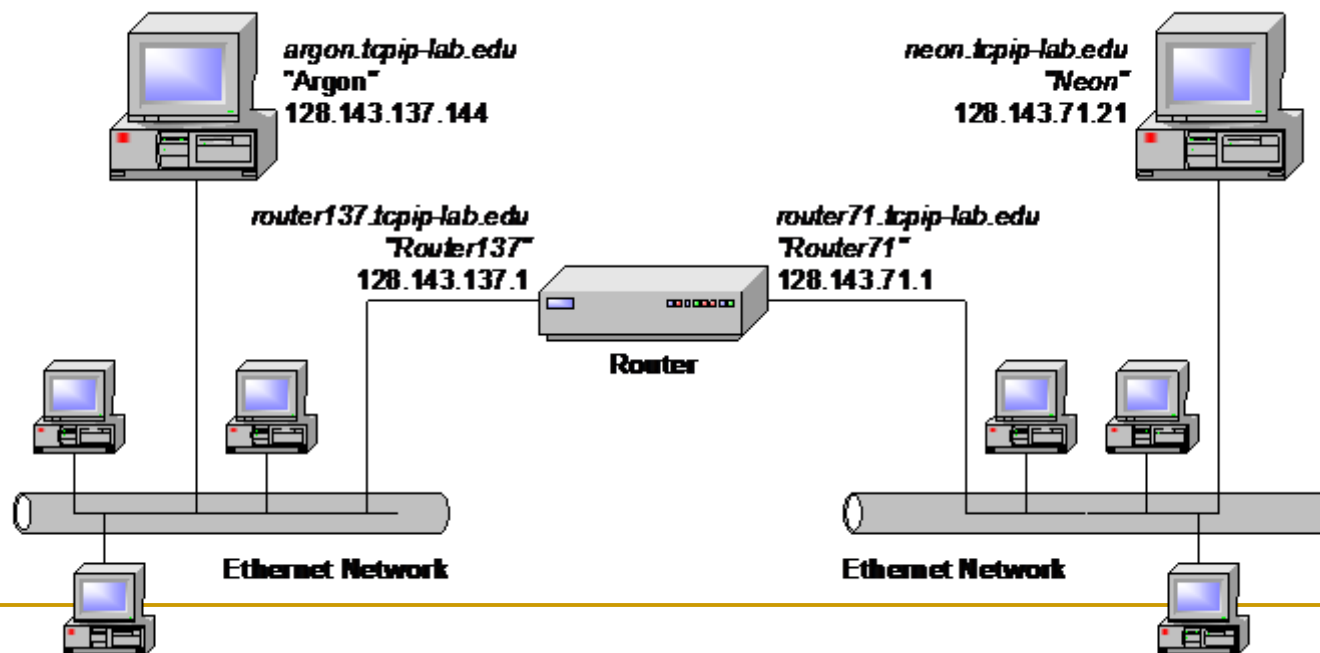 argon.tcpip-lab.edu
"Argon"
128.143.137.144
neon.tcpip-lab.edu
"Neon"
128.143.71.21
router137.tcpip-lab.edu
"Router137"
128.143.137.1
router71.tcpip-lab.edu
"Router71"
128.143.71.1
Router
Ethernet Network
Ethernet Network